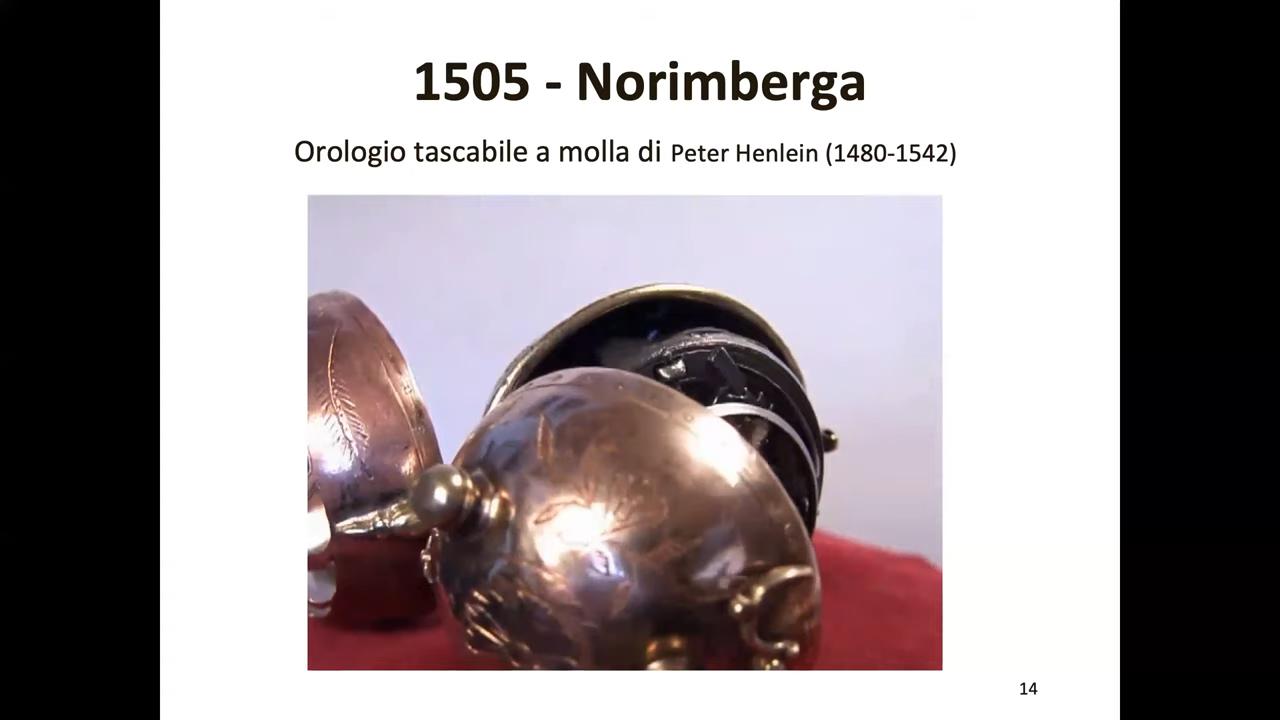 1505 - Norimberga
Orologio tascabile a molla di Peter Henlein (1480-1542)
14